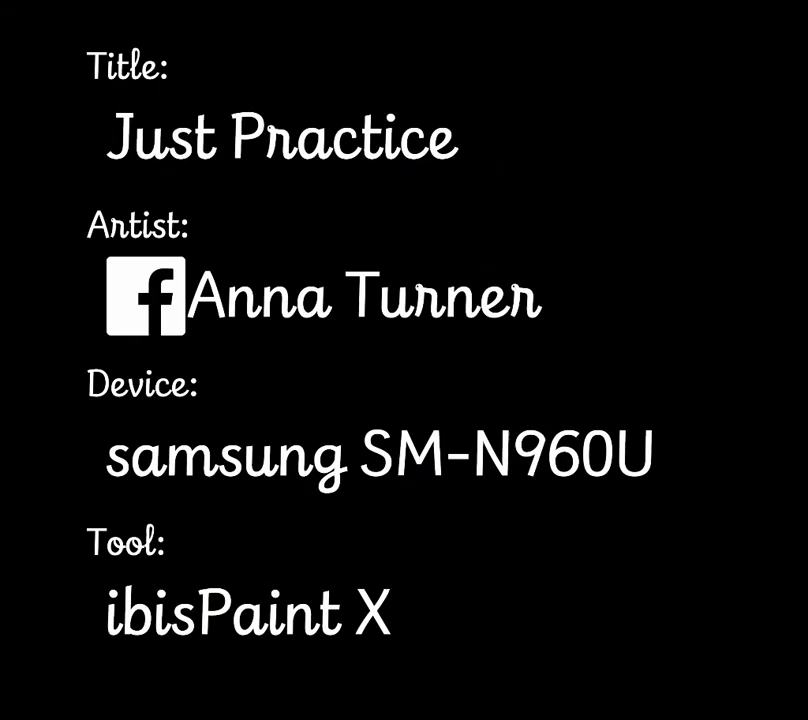 Title:
Just Practice
Artist:
Anna Turner
Device:
samsung SM-N960U
Tool:
ibisPaint X